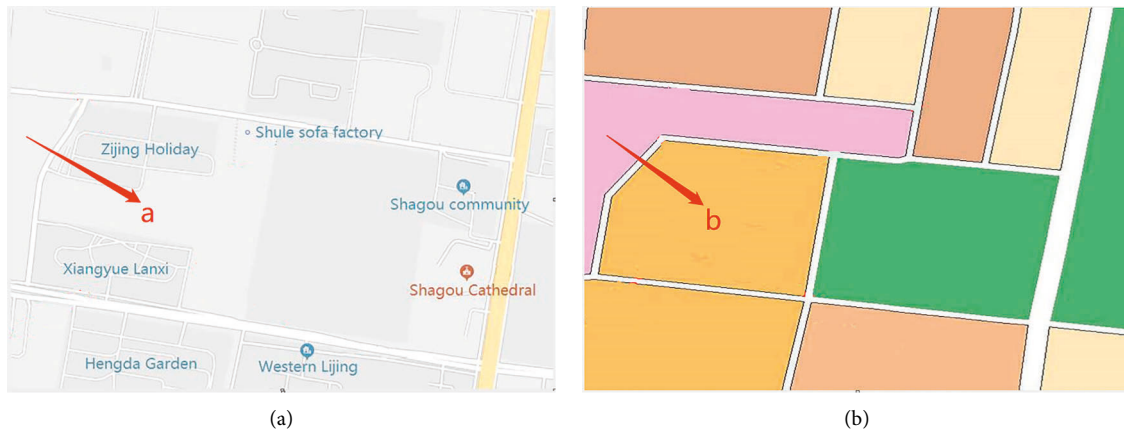 Shule sofa factory
Zijing Holiday
Shagou community
a
b
Xiangyue Lanxi
Shagou Cathedral
Hengda Garden
Western Lijing
(a)
(b)